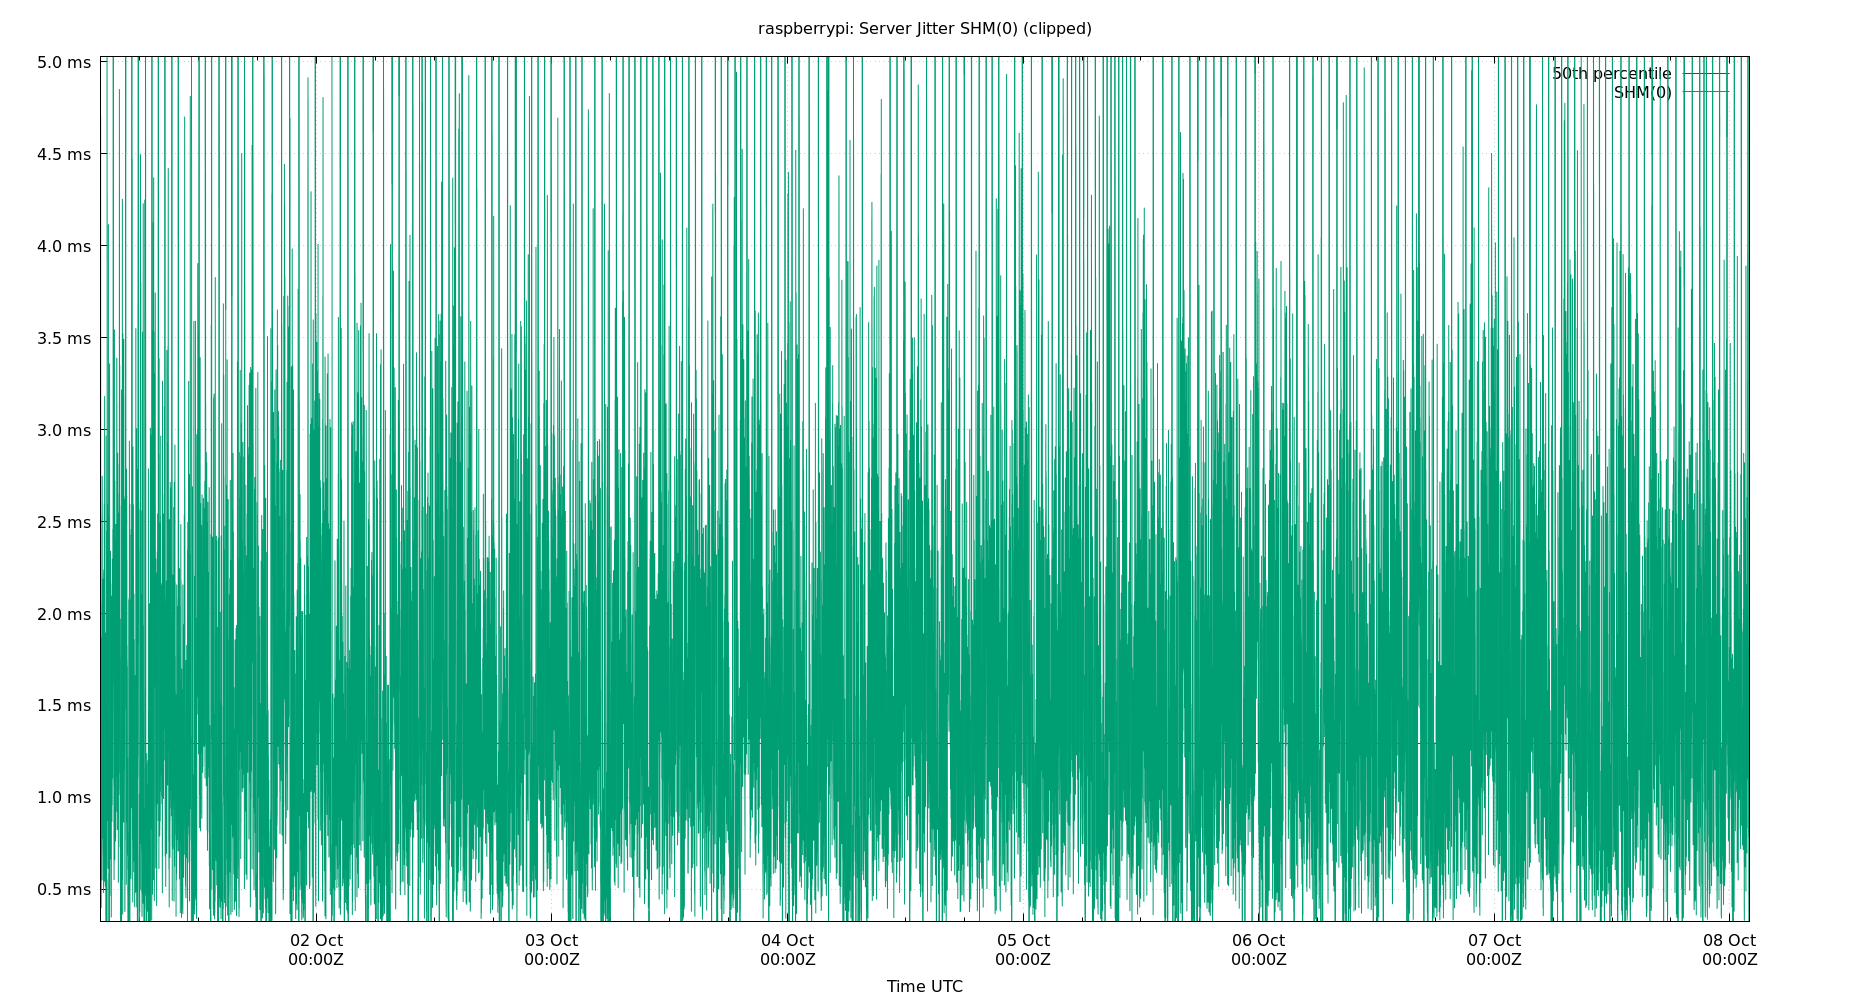 raspberrypi: Server Jitter SHM(0) (clipped)
5.0 ms
50th percentile
SHM(0)
4.5 ms
4.0 ms
3.5 ms
3.0 ms
2.5 ms
2.0 ms
1.5 ms
1.0 ms
0.5 ms
02 Oct 03 Oct 04 Oct 05 Oct 06 Oct 07 Oct 08 Oct
00:00Z 00:00Z 00:00Z 00:00Z 00:00Z 00:00Z 00:00Z
Time UTC